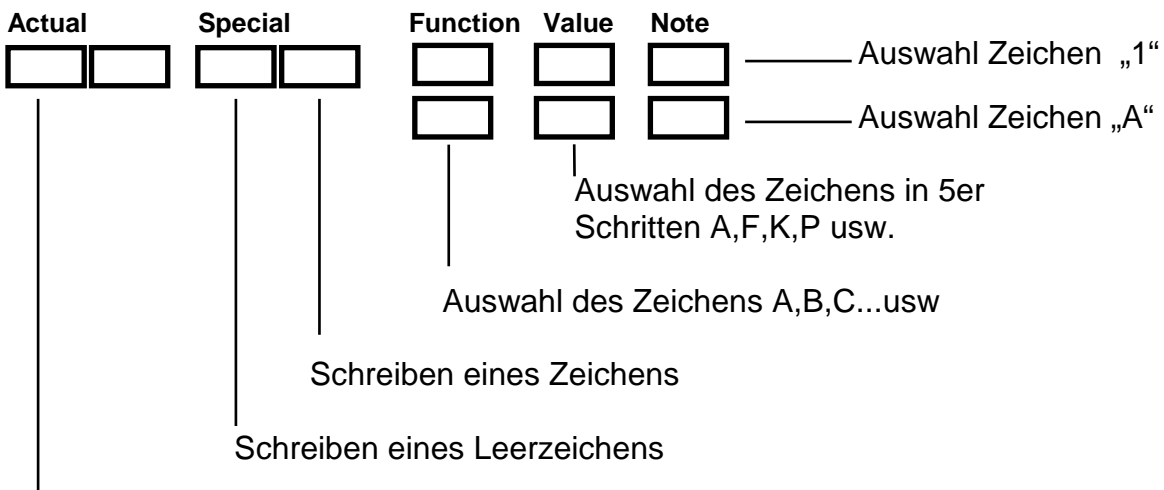 Actual Special Function Value Note
Auswahl Zeichen „1“
Auswahl Zeichen „A“
Auswahl des Zeichens in 5er
Schritten A,F,K,P usw.
Auswahl des Zeichens A,B,C...usw
Schreiben eines Zeichens
Schreiben eines Leerzeichens